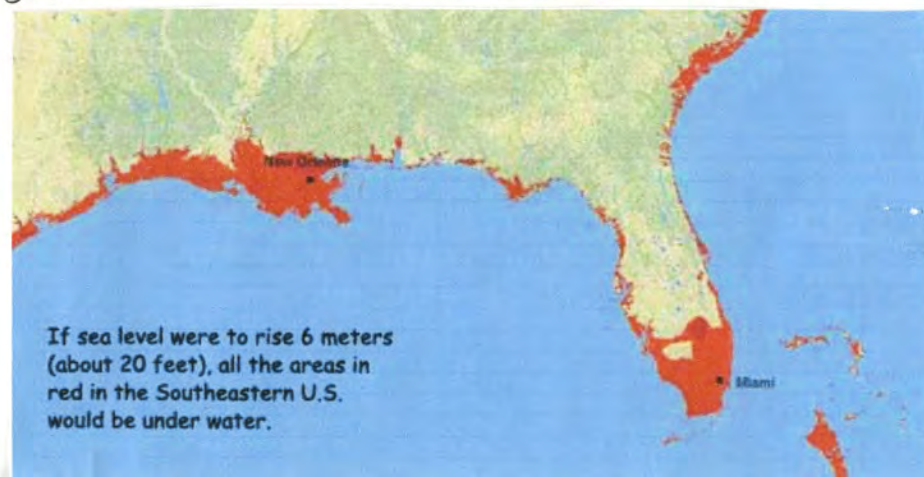 New Orleans
If sea level were to rise 6 meters
(about 20 feet), all the areas in
red in the Southeastern U.S.
would be under water.
Miami